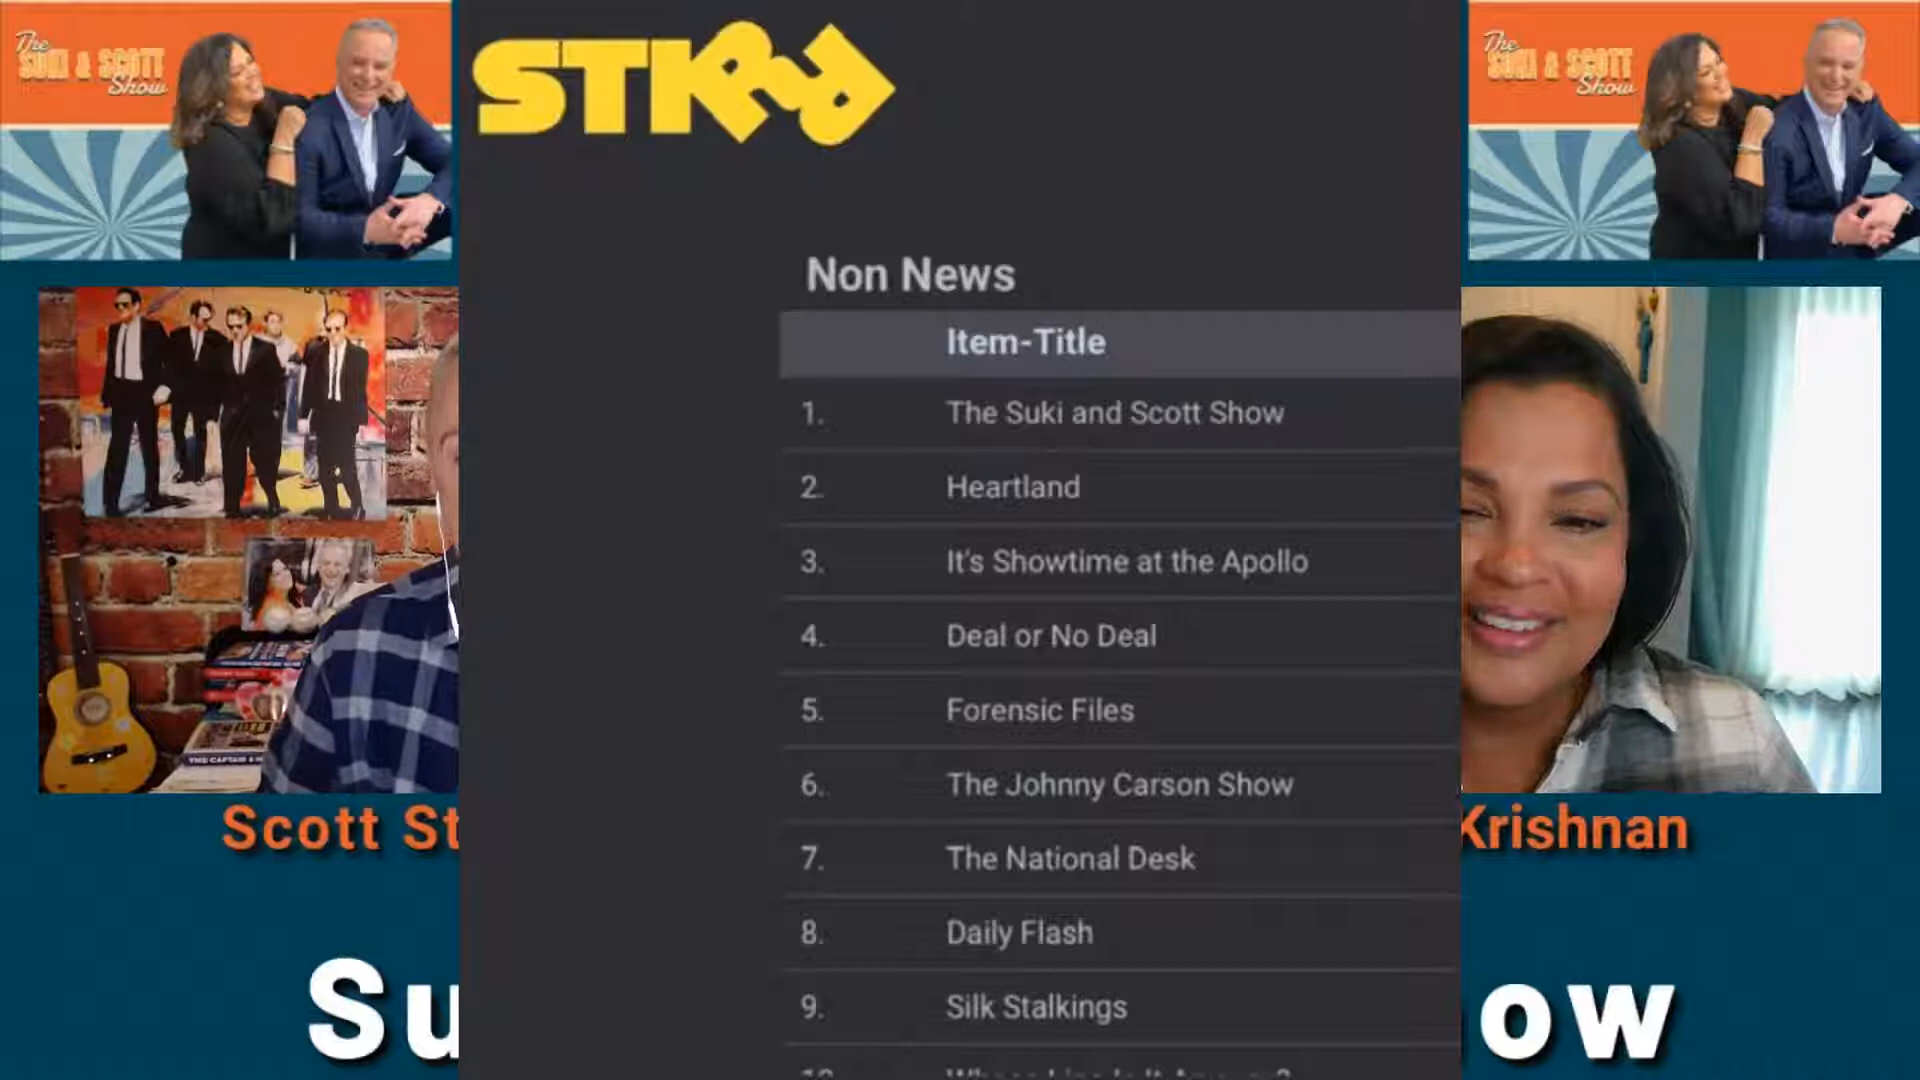 The
SUKI & SCOTT
Show
STIRR
The
SUKI & SCOTT
Show
Non News
Item-Title
1. The Suki and Scott Show
2. Heartland
3. It's Showtime at the Apollo
4. Deal or No Deal
5. Forensic Files
6. The Johnny Carson Show
7. The National Desk
8. Daily Flash
9. Silk Stalkings
THE CAPTAIN &
Scott St
Krishnan
Su
ow